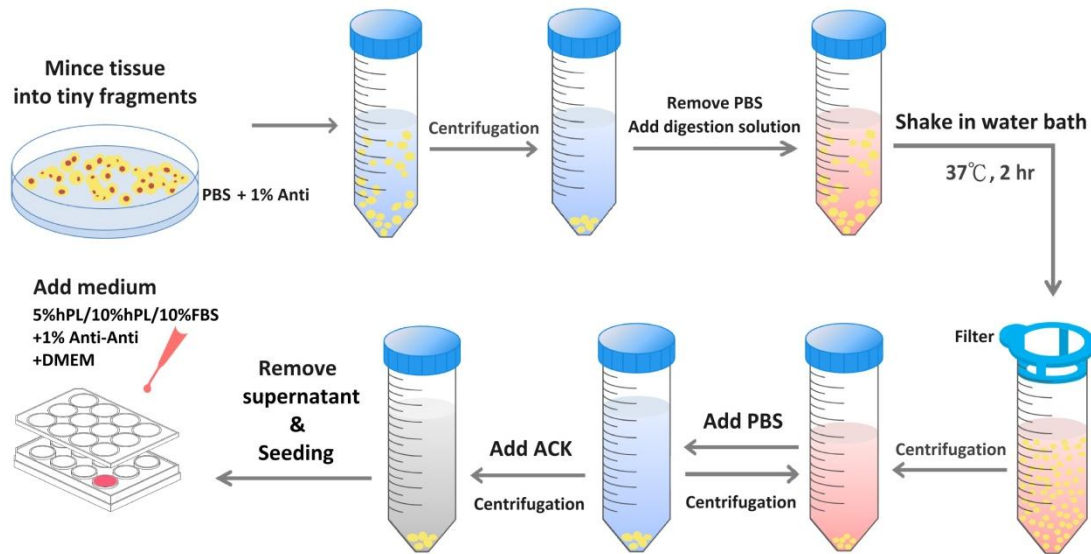 Mince tissue
into tiny fragments
PBS + 1% Anti
Centrifugation
Remove PBS
Add digestion solution
Shake in water bath
37℃, 2 hr
Filter
Centrifugation
Add PBS
Centrifugation
Add ACK
Centrifugation
Remove
supernatant
&
Seeding
Add medium
5%hPL/10%hPL/10%FBS
+1% Anti-Anti
+DMEM